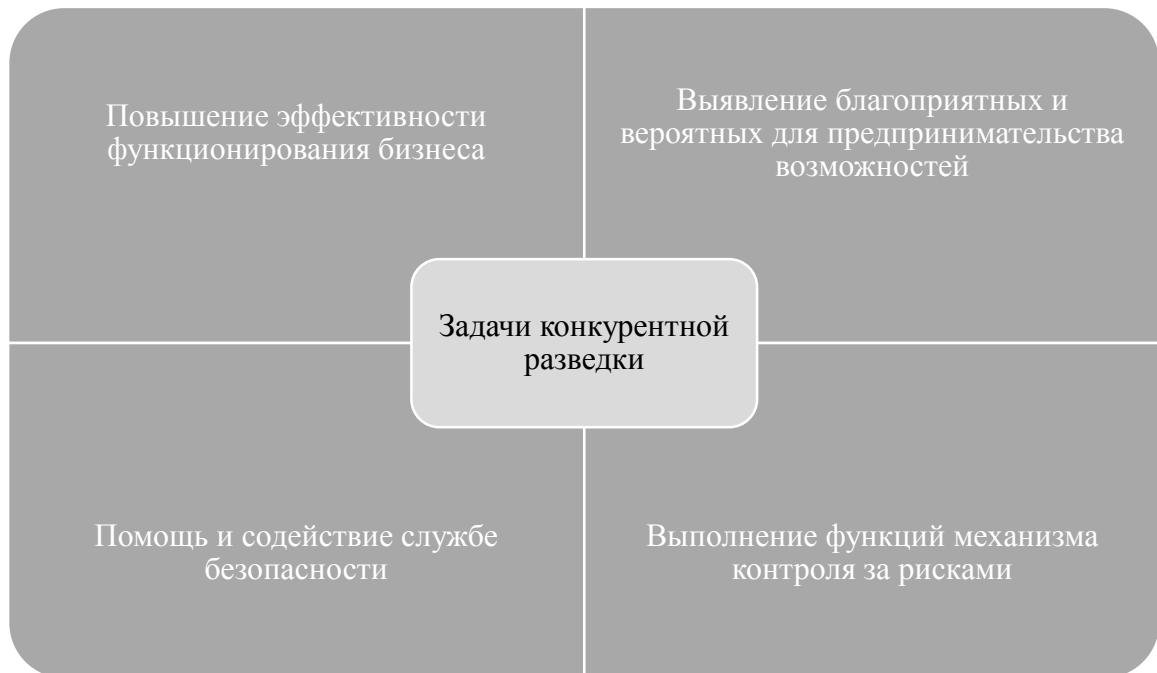 Повышение эффективности
функционирования бизнеса
Выявление благоприятных и
вероятных для предпринимательства
возможностей
Задачи конкурентной
разведки
Помощь и содействие службе
безопасности
Выполнение функций механизма
контроля за рисками